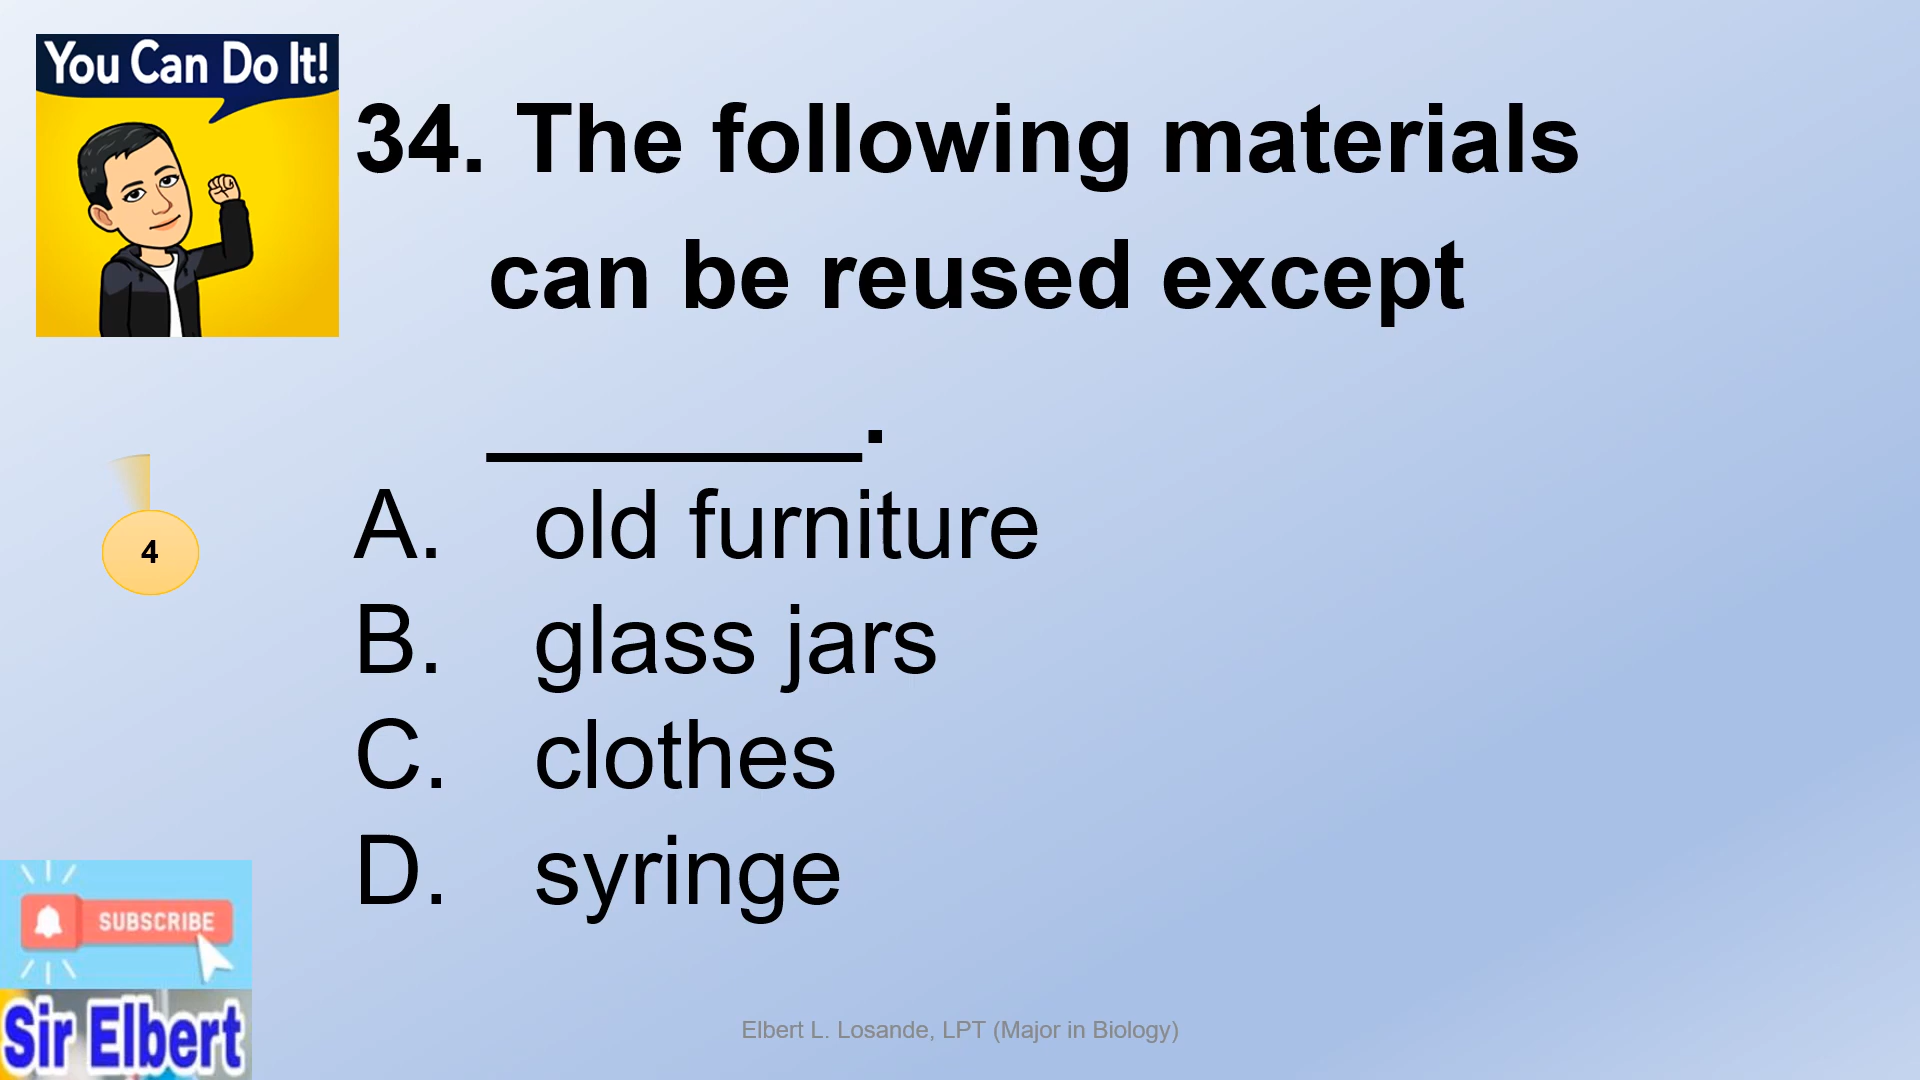 You Can Do It!
34. The following materials
can be reused except
_______.
A. old furniture
B. glass jars
C. clothes
D. syringe
4
SUBSCRIBE
Sir Elbert
Elbert L. Losande, LPT (Major in Biology)